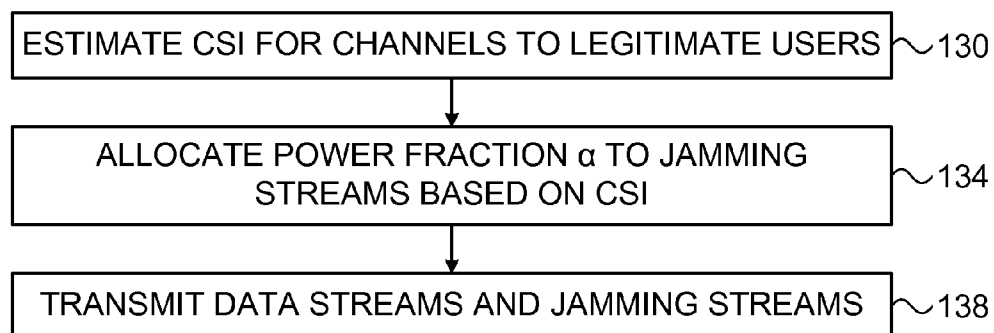 ESTIMATE CSI FOR CHANNELS TO LEGITIMATE USERS 130
ALLOCATE POWER FRACTION α TO JAMMING
STREAMS BASED ON CSI 134
TRANSMIT DATA STREAMS AND JAMMING STREAMS 138